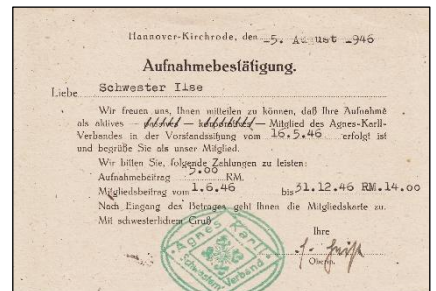 Hannover-Kirchrode, den 5. August 1946
Aufnahmebestätigung.
Liebe Schwester Ilse
Wir freuen uns, Ihnen mitteilen zu können, daß Ihre Aufnahme
als aktives — — Mitglied des Agnes-Karll-
Verbandes in der Vorstandssitzung vom 16.5.46 erfolgt ist
und begrüße Sie als unser Mitglied.
Wir bitten Sie, folgende Zahlungen zu leisten:
Aufnahmebeitrag 5.00 RM.
Mitgliedsbeitrag vom 1.6.46 bis 31.12.46 RM.14.00
Nach Eingang des Betrages geht Ihnen die Mitgliedskarte zu.
Mit schwesterlichem Gruß
Ihre
Oberin.
Agnes Karll
Schwestern Verband